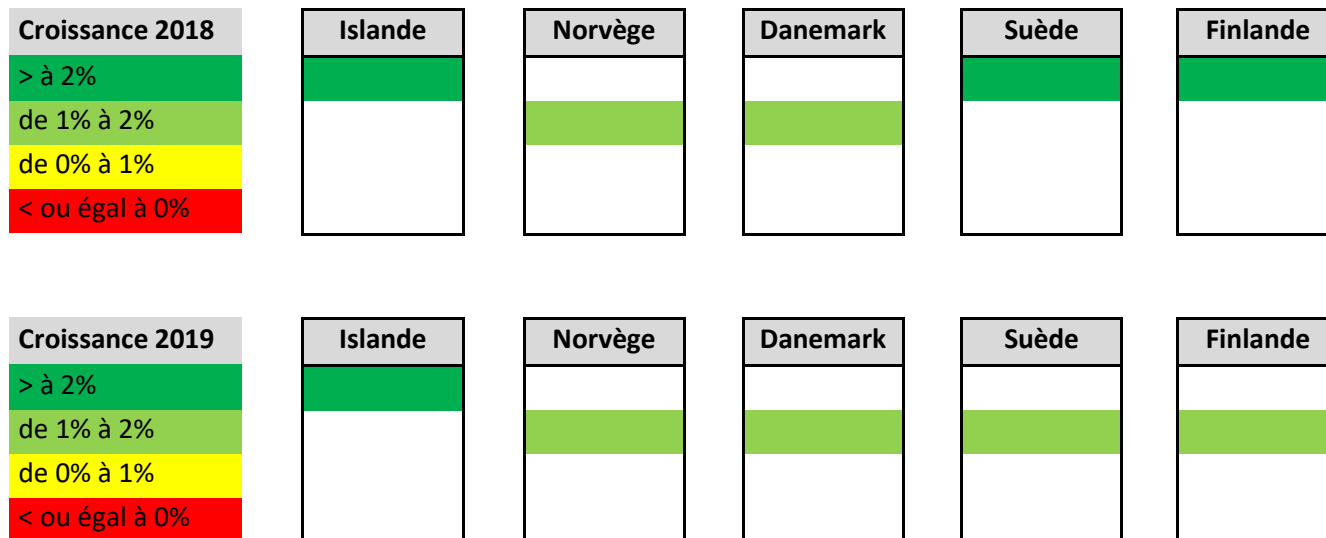 Croissance 2018 Islande Norvège Danemark Suède Finlande
> à 2%
de 1% à 2%
de 0% à 1%
< ou égal à 0%
Croissance 2019 Islande Norvège Danemark Suède Finlande
> à 2%
de 1% à 2%
de 0% à 1%
< ou égal à 0%